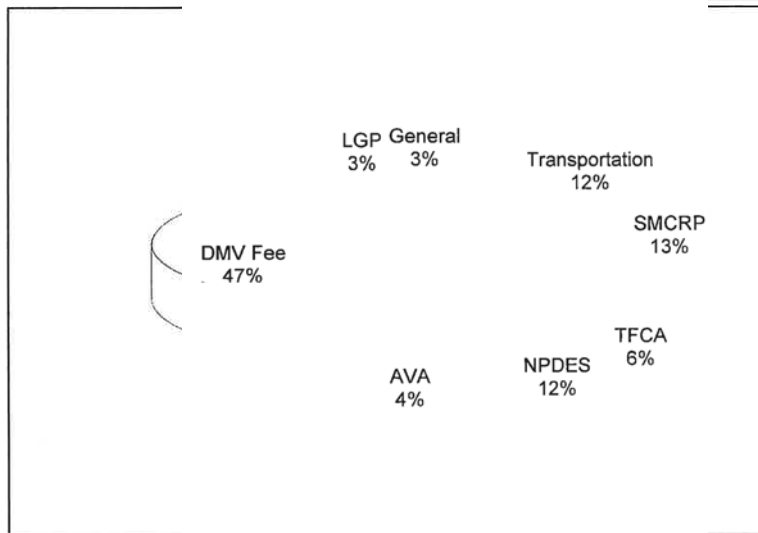 LGP
3%
General
3%
Transportation
12%
SMCRP
13%
DMV Fee
47%
TFCA
6%
NPDES
12%
AVA
4%